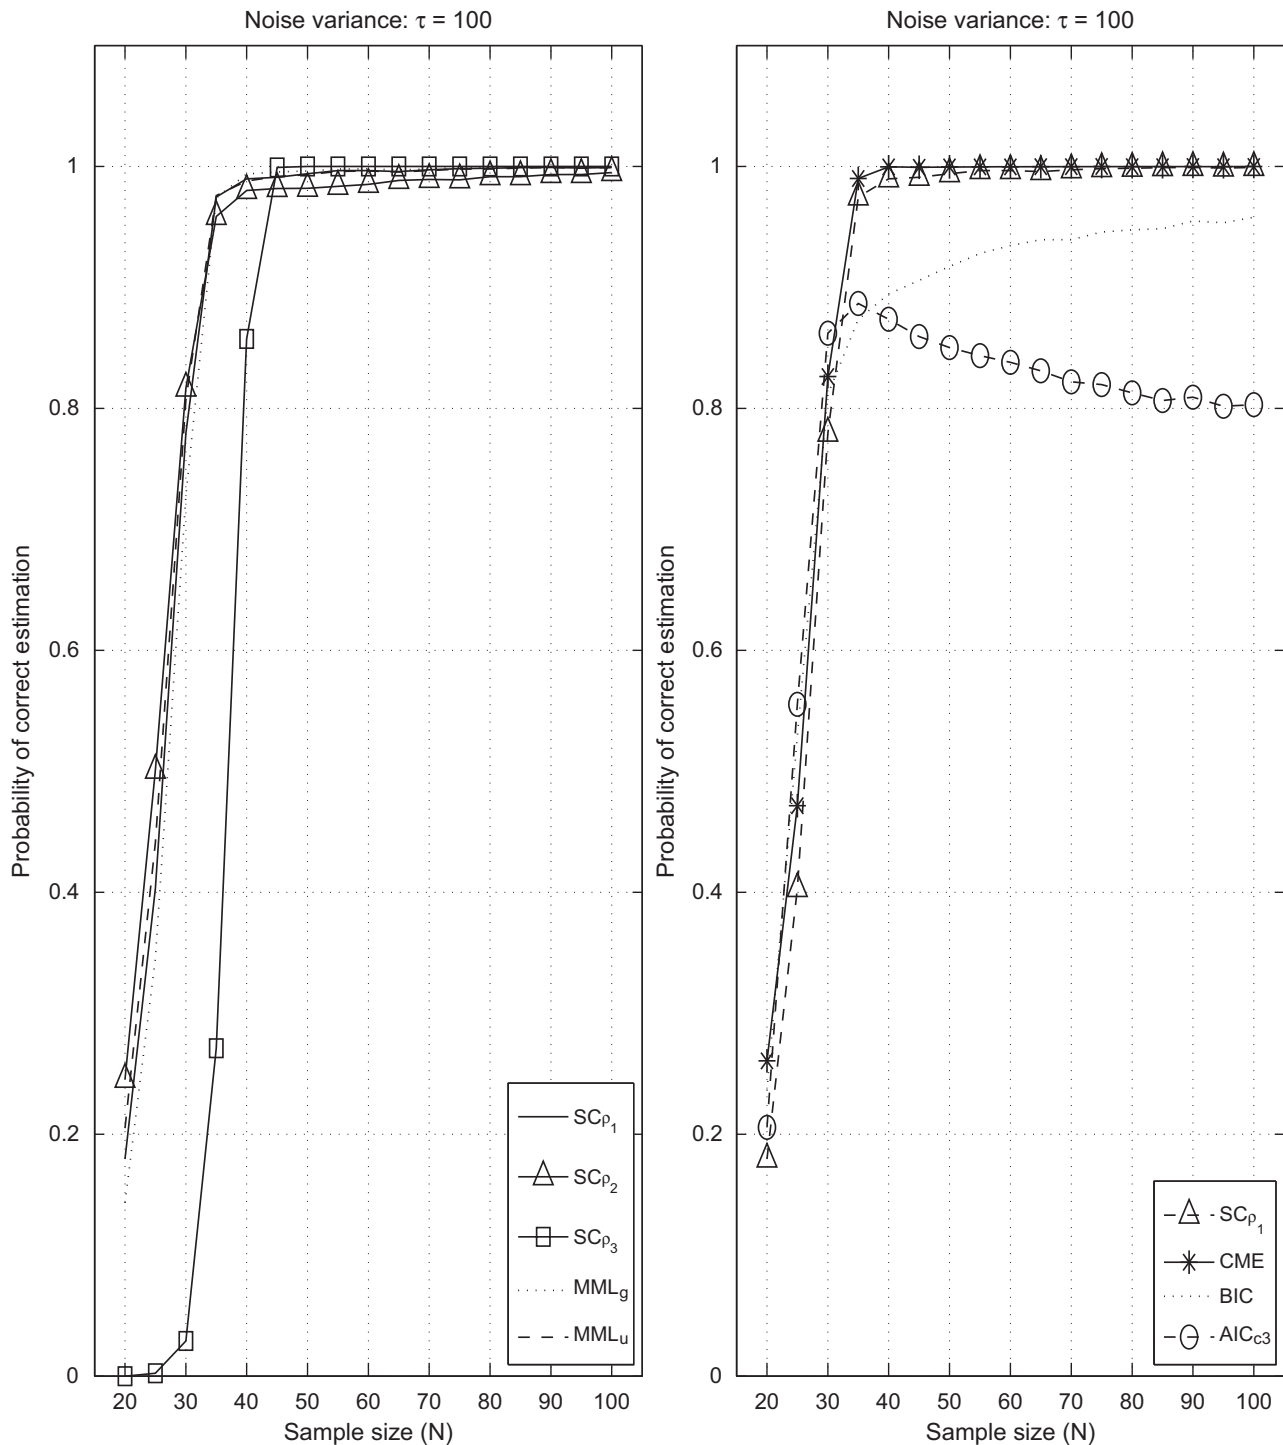 Noise variance: τ = 100
1
0.8
0.6
0.4
0.2
0
Probability of correct estimation
20 30 40 50 60 70 80 90 100
Sample size (N)
SCρ1
SCρ2
SCρ3
MMLg
MMLu
Noise variance: τ = 100
1
0.8
0.6
0.4
0.2
0
Probability of correct estimation
20 30 40 50 60 70 80 90 100
Sample size (N)
SCρ1
CME
BIC
AICc3